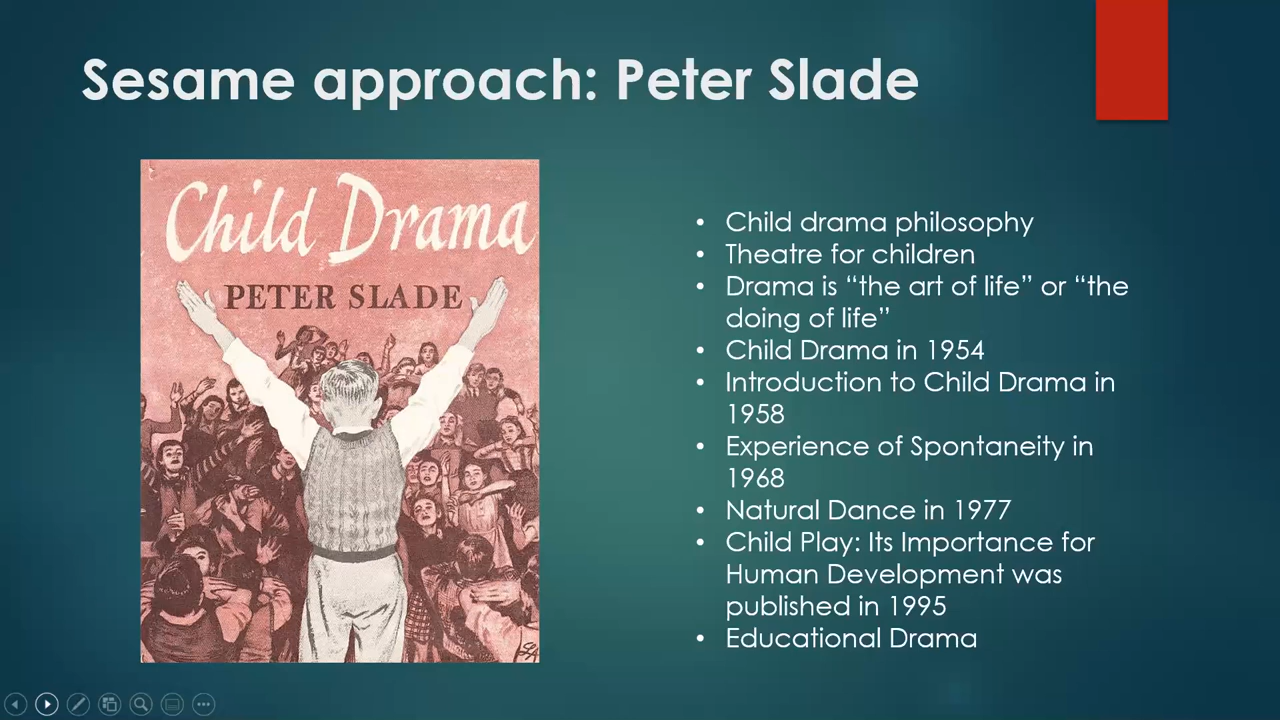 Sesame approach: Peter Slade
Child Drama
PETER SLADE
• Child drama philosophy
• Theatre for children
• Drama is “the art of life” or “the
doing of life”
• Child Drama in 1954
• Introduction to Child Drama in
1958
• Experience of Spontaneity in
1968
• Natural Dance in 1977
• Child Play: Its Importance for
Human Development was
published in 1995
• Educational Drama